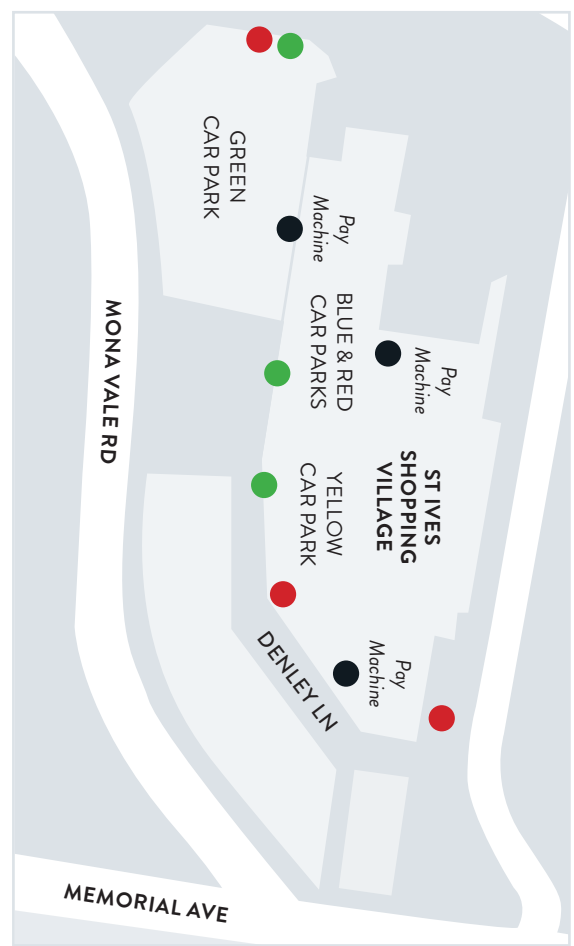 GREEN
CAR PARK
Pay
Machine
BLUE & RED
CAR PARKS
Pay
Machine
MONA VALE RD
ST IVES
SHOPPING
VILLAGE
YELLOW
CAR PARK
DENLEY LN
Pay
Machine
MEMORIAL AVE